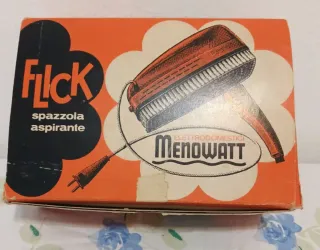 FLICK
spazzola
aspirante
ELETTRODOMESTICI
MENOWATT